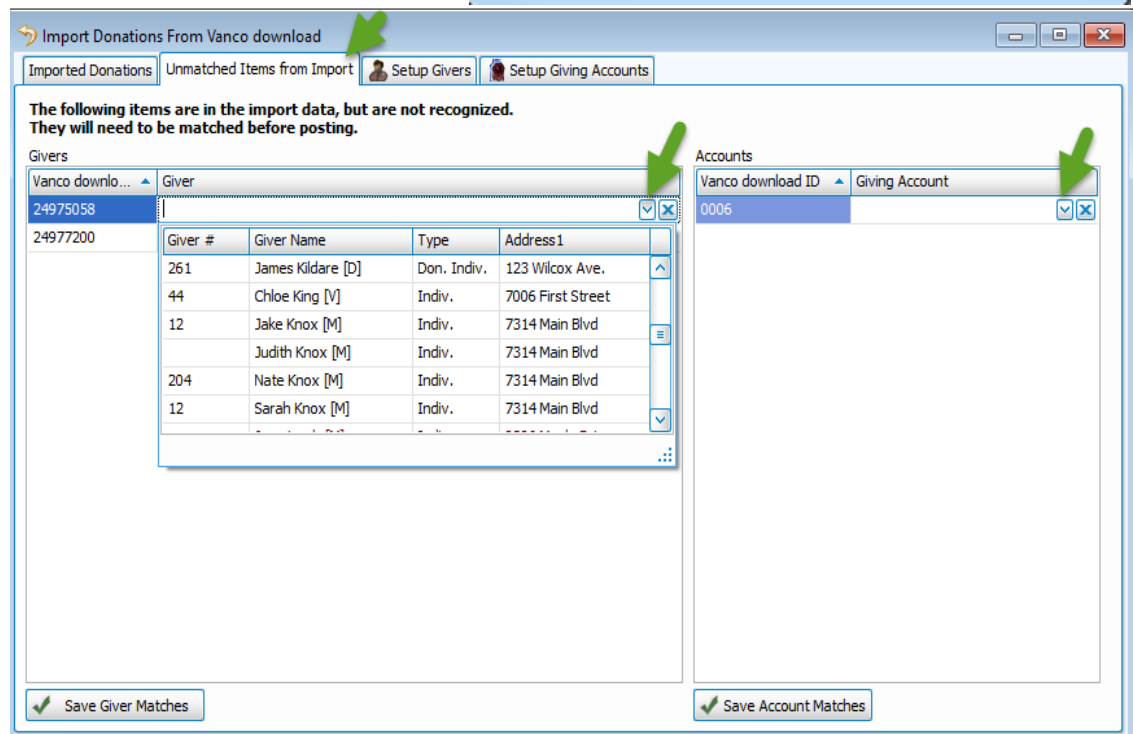 Import Donations From Vanco download
Imported Donations Unmatched Items from Import Setup Givers Setup Giving Accounts
The following items are in the import data, but are not recognized.
They will need to be matched before posting.
Givers
Vanco downlo... Giver
24975058
24977200
Giver # Giver Name Type Address1
261 James Kildare [D] Don. Indiv. 123 Wilcox Ave.
44 Chloe King [V] Indiv. 7006 First Street
12 Jake Knox [M] Indiv. 7314 Main Blvd
Judith Knox [M] Indiv. 7314 Main Blvd
204 Nate Knox [M] Indiv. 7314 Main Blvd
12 Sarah Knox [M] Indiv. 7314 Main Blvd
Accounts
Vanco download ID Giving Account
0006
Save Giver Matches
Save Account Matches